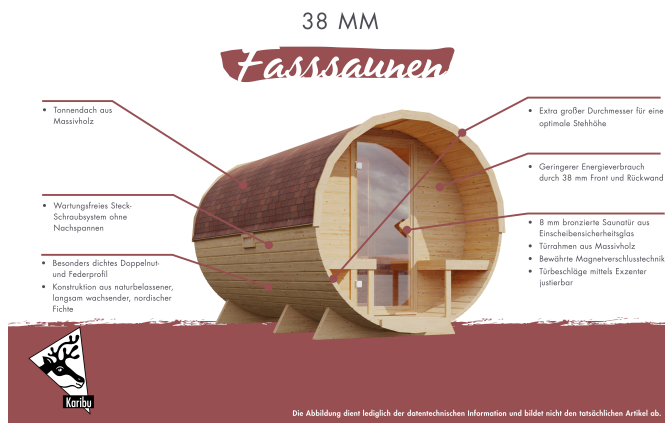 38 MM
Fasssaunen
Tonnendach aus
Massivholz
Wartungsfreies Steck-
Schraubsystem ohne
Nachspannen
Besonders dichtes Doppelnut-
und Federprofil
Konstruktion aus naturbelassener,
langsam wachsender, nordischer
Fichte
Extra großer Durchmesser für eine
optimale Stehhöhe
Geringerer Energieverbrauch
durch 38 mm Front und Rückwand
8 mm bronzierte Saunatür aus
Einscheibensicherheitsglas
Türrahmen aus Massivholz
Bewährte Magnetverschlusstechnik
Türbeschläge mittels Exzenter
justierbar
Karibu
Die Abbildung dient lediglich der datentechnischen Information und bildet nicht den tatsächlichen Artikel ab.